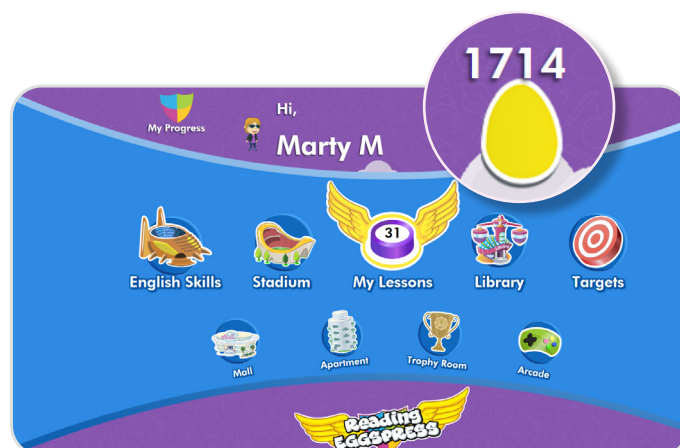 1714
My Progress
Hi,
Marty M
31
English Skills
Stadium
My Lessons
Library
Targets
Mall
Apartment
Trophy Room
Arcade
Reading
EGGSPRESS